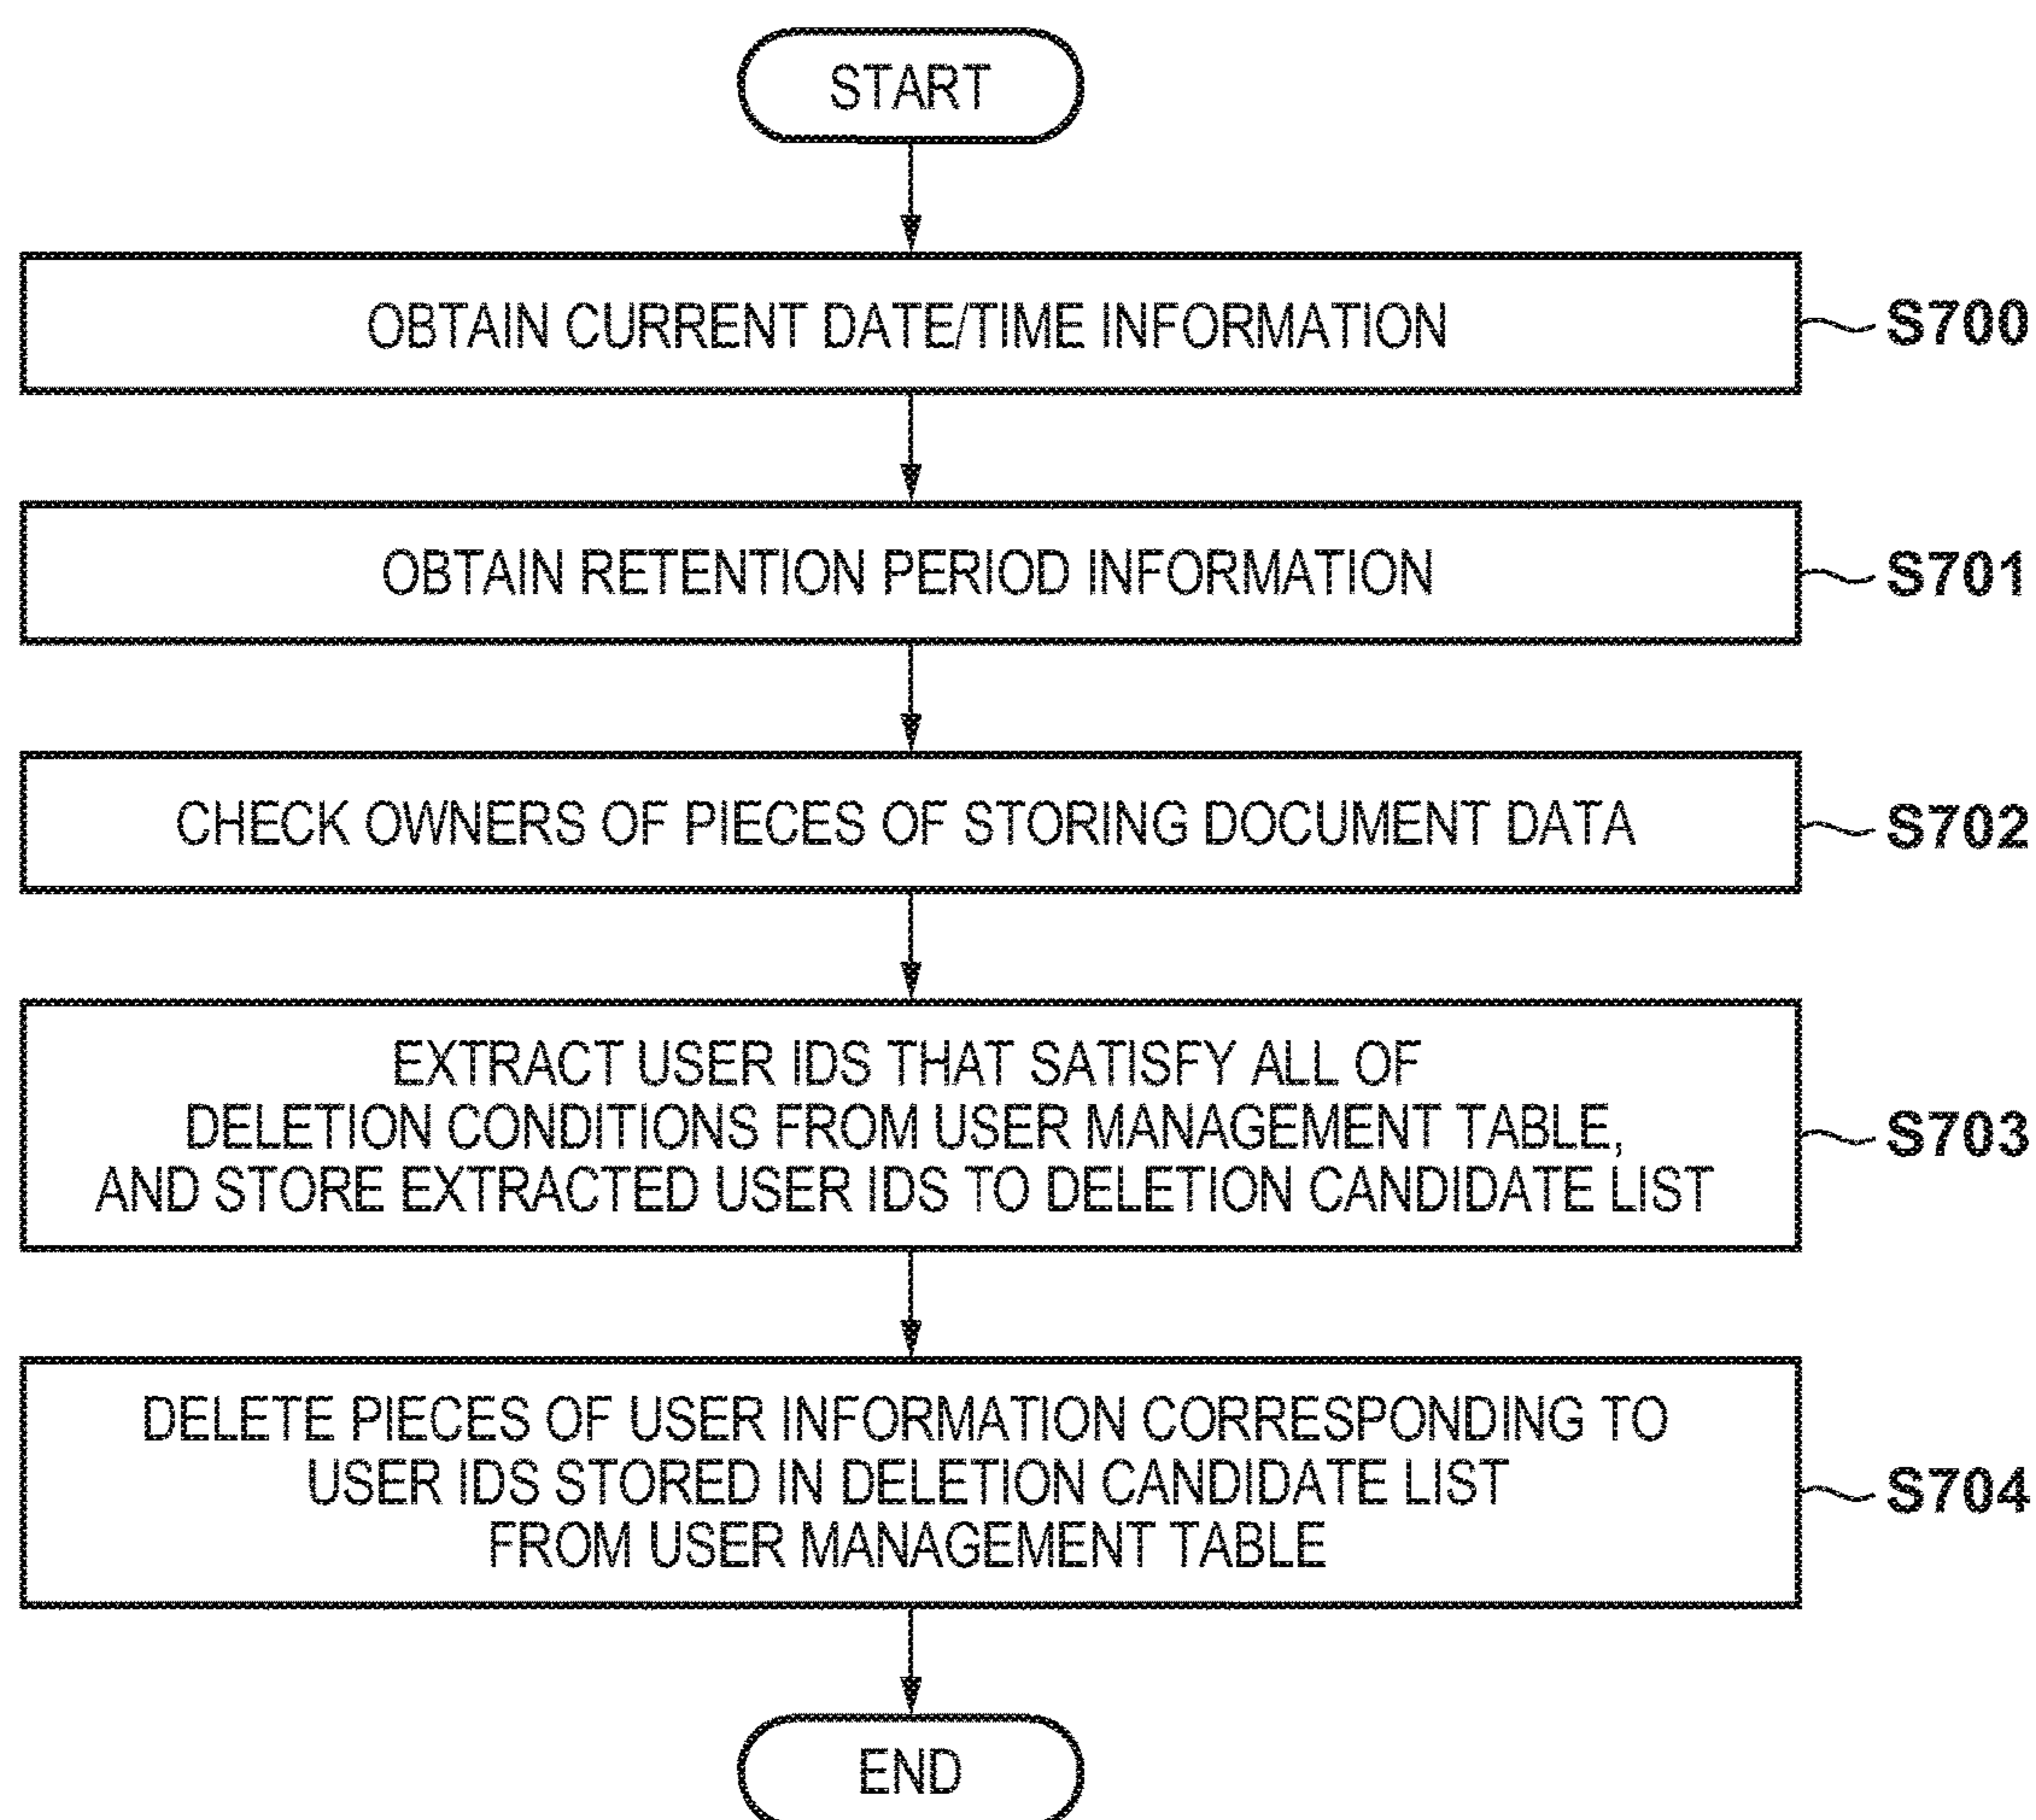 START
OBTAIN CURRENT DATE/TIME INFORMATION
S700
OBTAIN RETENTION PERIOD INFORMATION
S701
CHECK OWNERS OF PIECES OF STORING DOCUMENT DATA
S702
EXTRACT USER IDS THAT SATISFY ALL OF
DELETION CONDITIONS FROM USER MANAGEMENT TABLE,
AND STORE EXTRACTED USER IDS TO DELETION CANDIDATE LIST
S703
DELETE PIECES OF USER INFORMATION CORRESPONDING TO
USER IDS STORED IN DELETION CANDIDATE LIST
FROM USER MANAGEMENT TABLE
S704
END